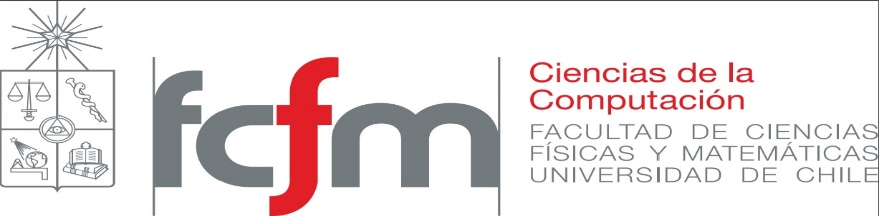 fcfm
Ciencias de la
Computación
FACULTAD DE CIENCIAS
FÍSICAS Y MATEMÁTICAS
UNIVERSIDAD DE CHILE